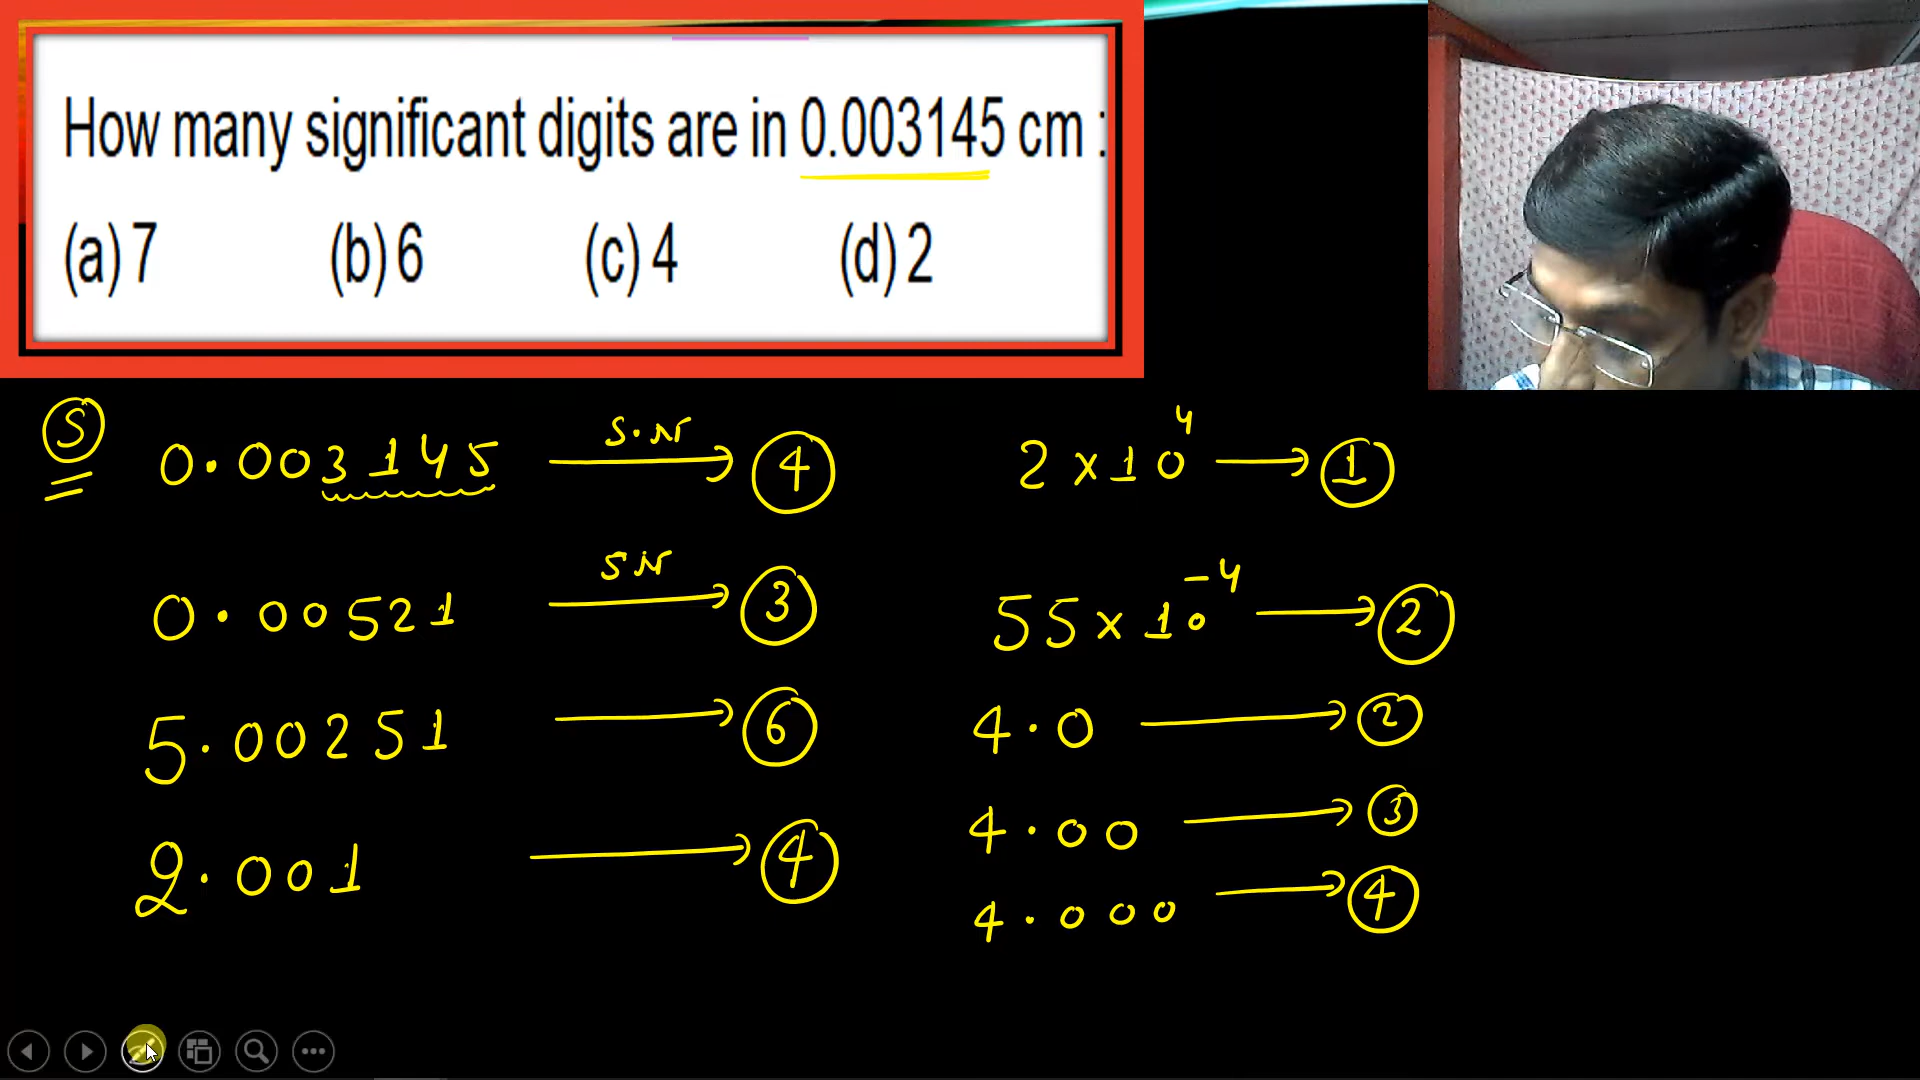 How many significant digits are in 0.003145 cm :
(a) 7 (b) 6 (c) 4 (d) 2
S 0.003145 S.N → 4
0.00521 SN → 3
5.00251 → 6
2.001 → 4
2 × 10⁴ → 1
55 × 10⁻⁴ → 2
4.0 → 2
4.00 → 3
4.000 → 4